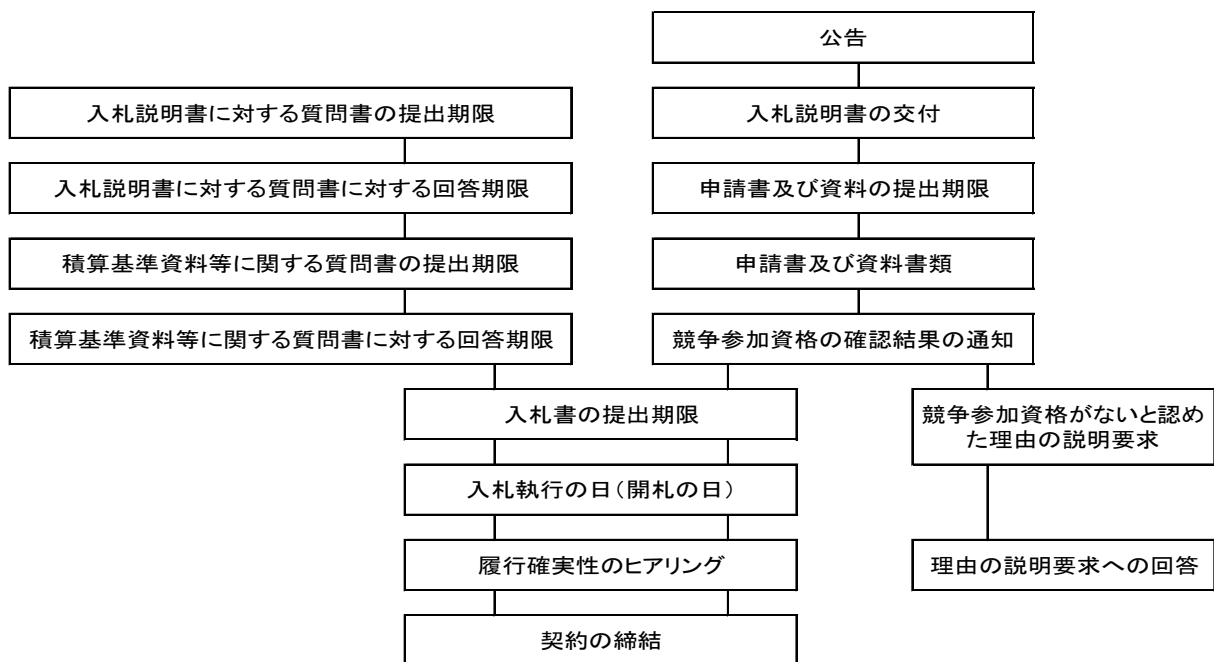 公告
入札説明書に対する質問書の提出期限
入札説明書の交付
入札説明書に対する質問書に対する回答期限
申請書及び資料の提出期限
積算基準資料等に関する質問書の提出期限
申請書及び資料書類
積算基準資料等に関する質問書に対する回答期限
競争参加資格の確認結果の通知
入札書の提出期限
競争参加資格がないと認め
た理由の説明要求
入札執行の日(開札の日)
履行確実性のヒアリング
理由の説明要求への回答
契約の締結